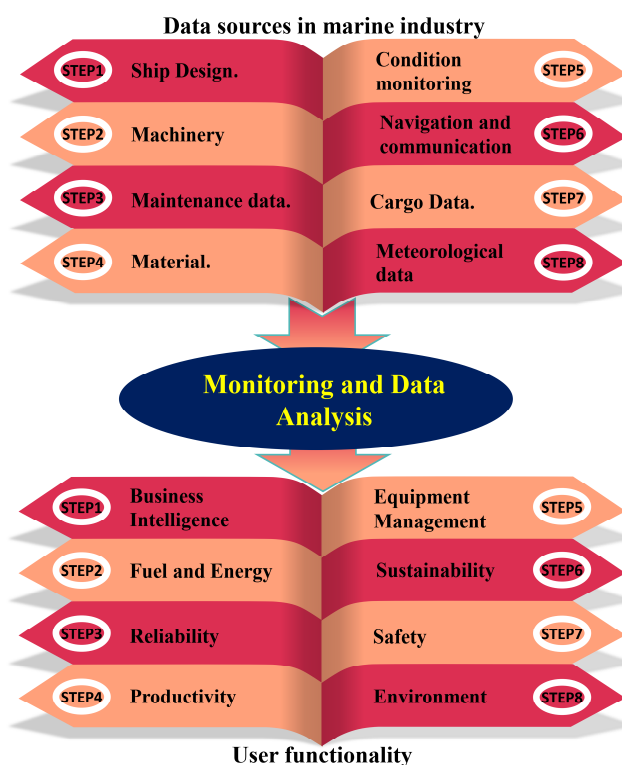 Data sources in marine industry
STEP1
Ship Design.
STEP2
Machinery
STEP3
Maintenance data.
STEP4
Material.
Condition
monitoring
STEP5
Navigation and
communication
STEP6
Cargo Data.
STEP7
Meteorological
data
STEP8
Monitoring and Data
Analysis
STEP1
Business
Intelligence
STEP2
Fuel and Energy
STEP3
Reliability
STEP4
Productivity
Equipment
Management
STEP5
Sustainability
STEP6
Safety
STEP7
Environment
STEP8
User functionality